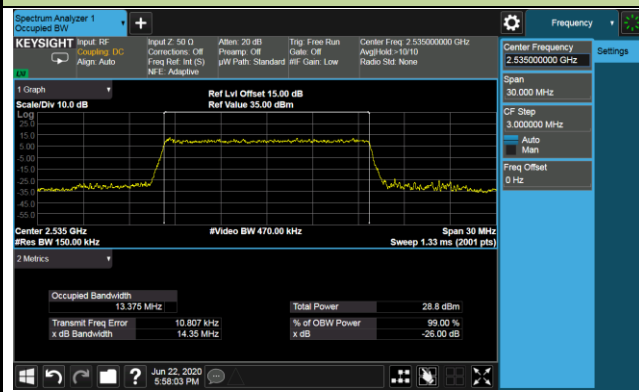 Spectrum Analyzer 1
Occupied BW
+
Frequency
KEYSIGHT
Input: RF
Coupling: DC
Align: Auto
Input Z: 50 Ω
Corrections: Off
Freq Ref: Int (S)
NFE: Adaptive
Atten: 20 dB
Preamp: Off
µW Path: Standard
Trig: Free Run
Gate: Off
#IF Gain: Low
Center Freq: 2.535000000 GHz
Avg|Hold:>10/10
Radio Std: None
Center Frequency
2.535000000 GHz
Settings
Span
30.000 MHz
CF Step
3.000000 MHz
Auto
Man
Freq Offset
0 Hz
1 Graph
Scale/Div 10.0 dB
Ref Lvl Offset 15.00 dB
Ref Value 35.00 dBm
Log
25.0
15.0
5.00
-5.00
-15.0
-25.0
-35.0
-45.0
-55.0
Center 2.535 GHz
#Res BW 150.00 kHz
#Video BW 470.00 kHz
Span 30 MHz
Sweep 1.33 ms (2001 pts)
2 Metrics
Occupied Bandwidth
13.375 MHz
Total Power 28.8 dBm
Transmit Freq Error 10.807 kHz
% of OBW Power 99.00 %
x dB Bandwidth 14.35 MHz
x dB -26.00 dB
?
Jun 22, 2020
5:58:03 PM